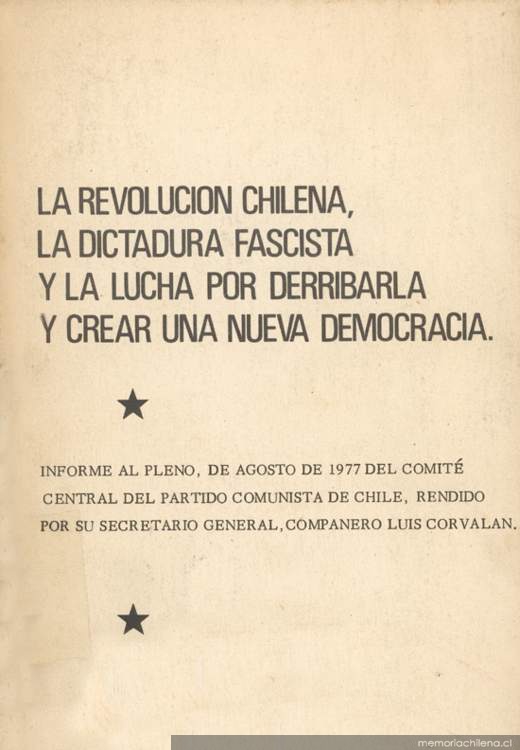 LA REVOLUCION CHILENA,
LA DICTADURA FASCISTA
Y LA LUCHA POR DERRIBARLA
Y CREAR UNA NUEVA DEMOCRACIA.
INFORME AL PLENO, DE AGOSTO DE 1977 DEL COMITÉ
CENTRAL DEL PARTIDO COMUNISTA DE CHILE, RENDIDO
POR SU SECRETARIO GENERAL, COMPANERO LUIS CORVALAN.
memoriachilena.cl